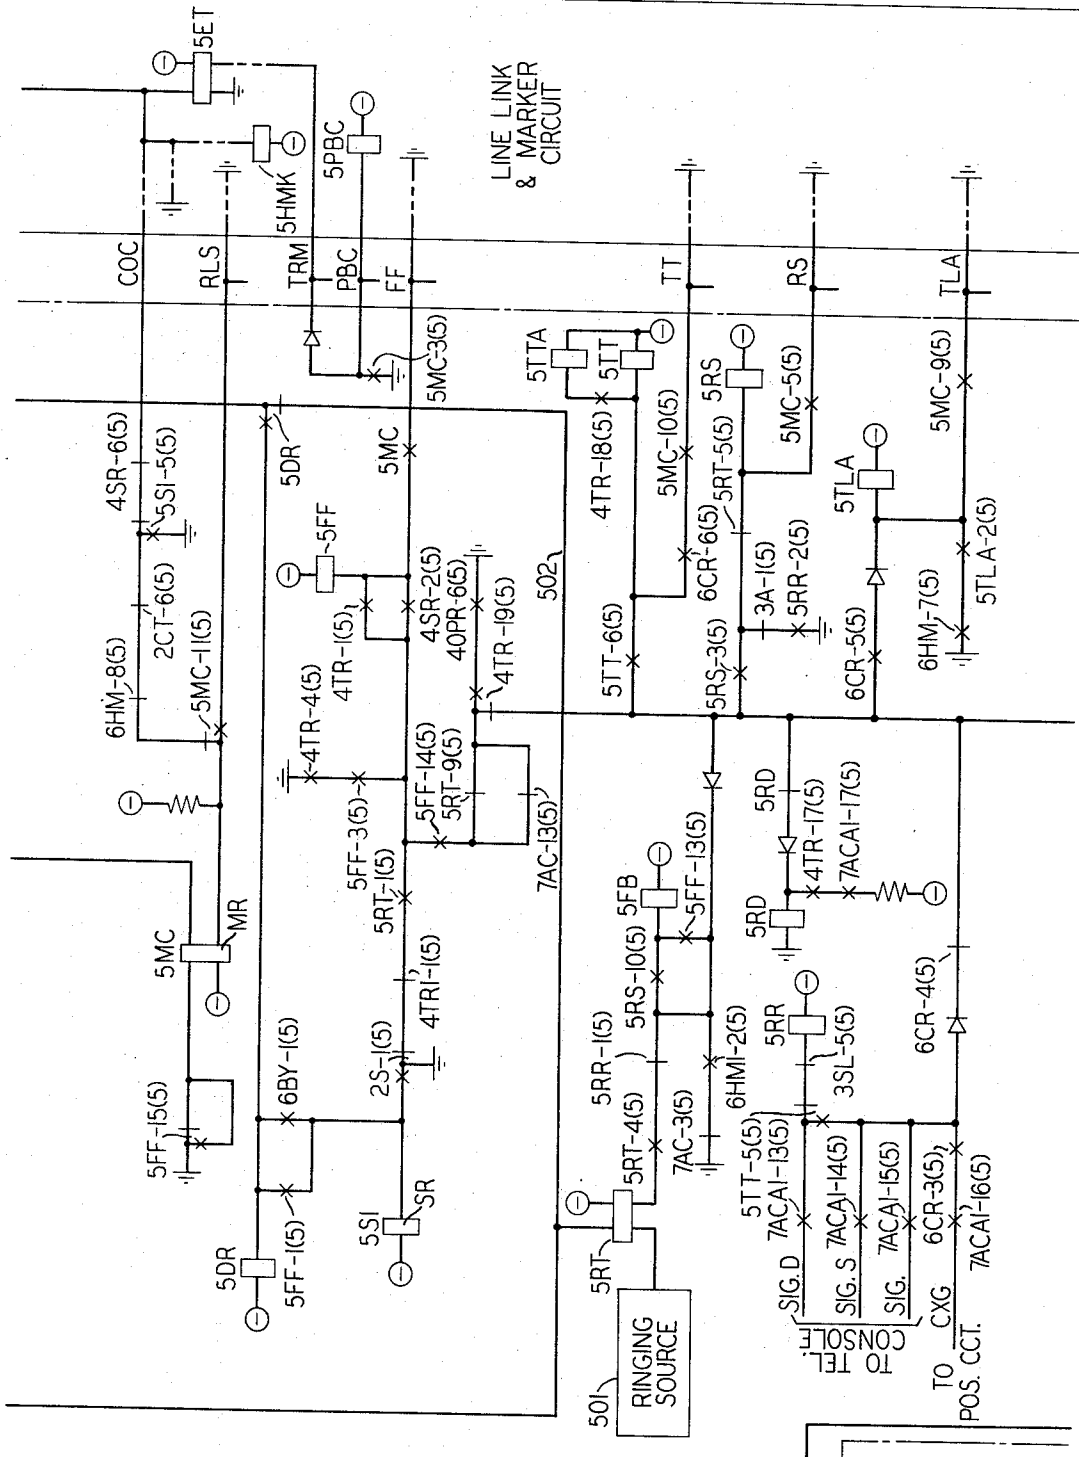 5ET
5HMK
5PBC
LINE LINK
& MARKER
CIRCUIT
COC
RLS
TRM
PBC
FF
TT
RS
TLA
5MC-3(5)
4SR-6(5)
5SI-5(5)
5DR
5MC
5TTA
5TT
4TR-18(5)
5MC-10(5)
5RS
5RT-5(5)
5MC-5(5)
5TLA
5MC-9(5)
6HM-8(5)
2CT-6(5)
5MC-11(5)
5FF
4TR-1(5)
4SR-2(5)
40PR-6(5)
4TR-19(5)
502
5TT-6(5)
6CR-6(5)
3A-1(5)
5RR-2(5)
5RS-3(5)
6CR-5(5)
6HM-7(5)
5TLA-2(5)
4TR-4(5)
5FF-3(5)
5FF-14(5)
5RT-9(5)
7AC-13(5)
5RT-1(5)
4TR1-1(5)
5MC
MR
5FF-15(5)
6BY-1(5)
2S-1(5)
5DR
5FF-1(5)
5SI
SR
5FB
5FF-13(5)
5RS-10(5)
5RR-1(5)
5RT-4(5)
7AC-3(5)
6HM1-2(5)
5RD
5RD
4TR-17(5)
7ACA1-17(5)
5RR
3SL-5(5)
6CR-4(5)
5RT
501
RINGING
SOURCE
5TT-5(5)
7ACA1-13(5)
7ACA1-14(5)
7ACA1-15(5)
6CR-3(5)
7ACA1-16(5)
SIG. D
SIG. S
SIG.
TO TEL.
CONSOLE
CXG
TO
POS. CCT.